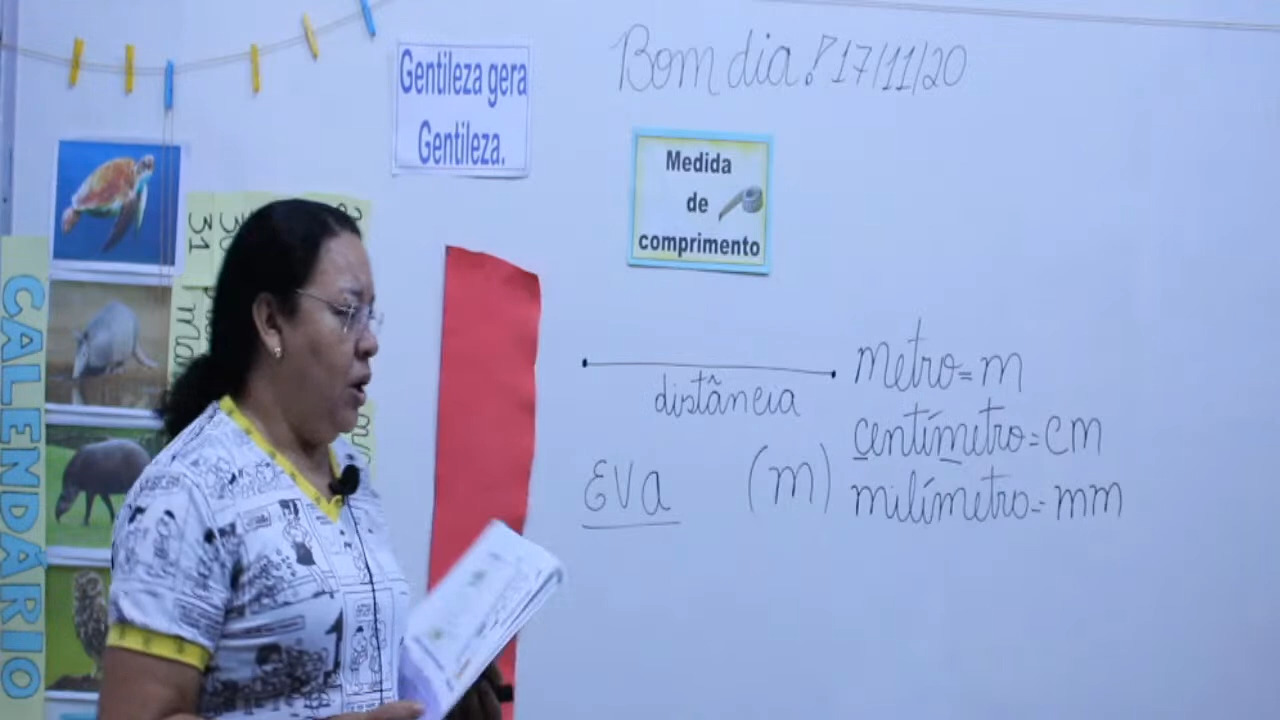 Gentileza gera
Gentileza.
Bom dia! 17/11/20
Medida
de
comprimento
30
31
CALENDÁRIO
distância
EVA
(m)
metro=m
centímetro=cm
milímetro=mm